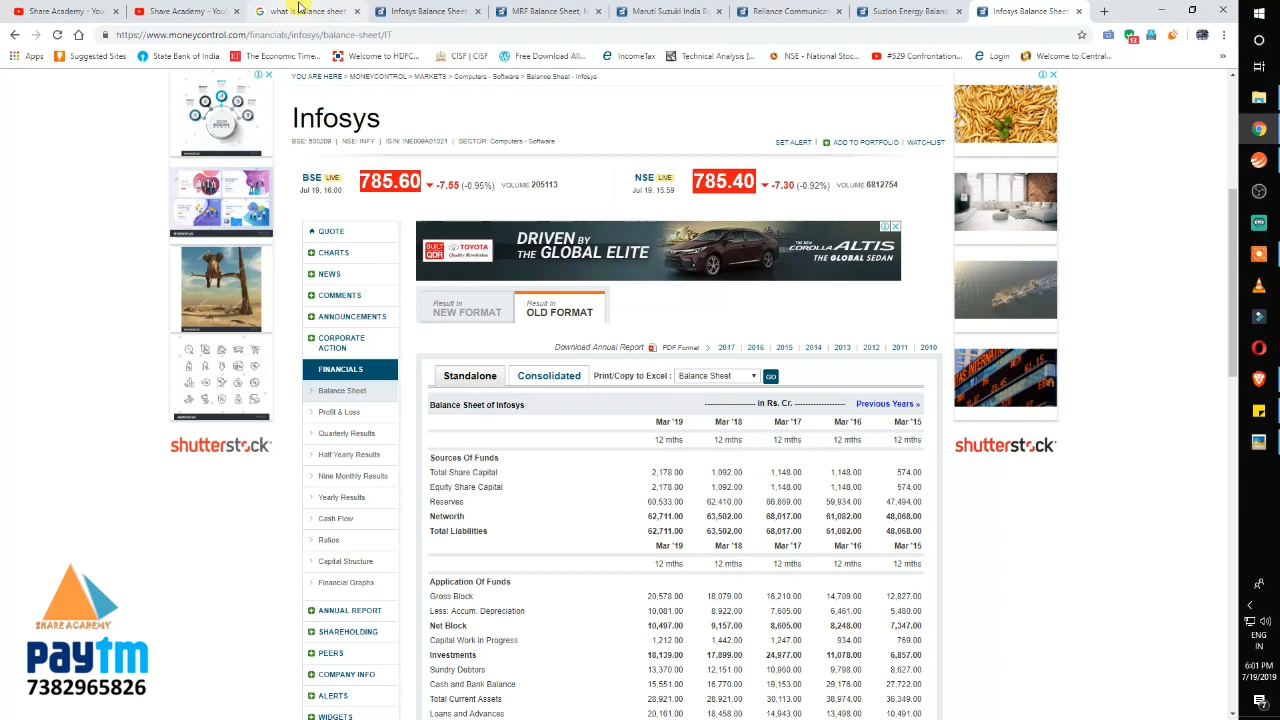 Share Academy - You
Share Academy - You
what is balance sheet
Infosys Balance Sheet,
MRF Balance Sheet, M
Maruti Suzuki India Ba
Reliance Communicat
Suzlon Energy Balanc
Infosys Balance Sheet
https://www.moneycontrol.com/financials/infosys/balance-sheet/IT
Apps
Suggested Sites
State Bank of India
The Economic Time...
Welcome to HDFC...
CISF | CISF
Free Download All...
IncomeTax
Technical Analysis |...
NSE - National Stoc...
#529 Confrontation...
Login
Welcome to Central...
YOU ARE HERE > MONEYCONTROL > MARKETS > Computers - Software > Balance Sheet - Infosys
Infosys
BSE: 500209 | NSE: INFY | ISIN: INE009A01021 | SECTOR: Computers - Software
SET ALERT
ADD TO PORTFOLIO
WATCHLIST
BSE LIVE
Jul 19, 16:00
785.60
-7.55 (-0.95%)
VOLUME 205113
NSE LIVE
Jul 19, 15:59
785.40
-7.30 (-0.92%)
VOLUME 6812754
QUOTE
CHARTS
NEWS
COMMENTS
ANNOUNCEMENTS
CORPORATE
ACTION
FINANCIALS
Balance Sheet
Profit & Loss
Quarterly Results
Half Yearly Results
Nine Monthly Results
Yearly Results
Cash Flow
Ratios
Capital Structure
Financial Graphs
ANNUAL REPORT
SHAREHOLDING
PEERS
COMPANY INFO
ALERTS
WIDGETS
BUILT
QDR
TOYOTA
Quality Revolution
DRIVEN BY
THE GLOBAL ELITE
THE NEW
COROLLA ALTIS
THE GLOBAL SEDAN
Result in
NEW FORMAT
Result in
OLD FORMAT
Download Annual Report PDF Format 2017 2016 2015 2014 2013 2012 2011 2010
Standalone
Consolidated
Print/Copy to Excel :
Balance Sheet
GO
Balance Sheet of Infosys ------------------- in Rs. Cr. ------------------- Previous Years »
Mar '19 Mar '18 Mar '17 Mar '16 Mar '15
12 mths 12 mths 12 mths 12 mths 12 mths
Sources Of Funds
Total Share Capital 2,178.00 1,092.00 1,148.00 1,148.00 574.00
Equity Share Capital 2,178.00 1,092.00 1,148.00 1,148.00 574.00
Reserves 60,533.00 62,410.00 66,869.00 59,934.00 47,494.00
Networth 62,711.00 63,502.00 68,017.00 61,082.00 48,068.00
Total Liabilities 62,711.00 63,502.00 68,017.00 61,082.00 48,068.00
Mar '19 Mar '18 Mar '17 Mar '16 Mar '15
12 mths 12 mths 12 mths 12 mths 12 mths
Application Of Funds
Gross Block 20,578.00 18,079.00 16,210.00 14,709.00 12,827.00
Less: Accum. Depreciation 10,081.00 8,922.00 7,605.00 6,461.00 5,480.00
Net Block 10,497.00 9,157.00 8,605.00 8,248.00 7,347.00
Capital Work in Progress 1,212.00 1,442.00 1,247.00 934.00 769.00
Investments 18,139.00 17,899.00 24,977.00 11,078.00 6,857.00
Sundry Debtors 13,370.00 12,151.00 10,960.00 9,798.00 8,627.00
Cash and Bank Balance 15,551.00 16,770.00 19,153.00 29,176.00 27,722.00
Total Current Assets 28,921.00 28,921.00 30,113.00 38,974.00 36,349.00
Loans and Advances 20,161.00 18,458.00 14,943.00 13,498.00 10,491.00
shutterstock
shutterstock
SHARE ACADEMY
paytm
7382965826
ENG
IN
6:01 PM
7/19/2019